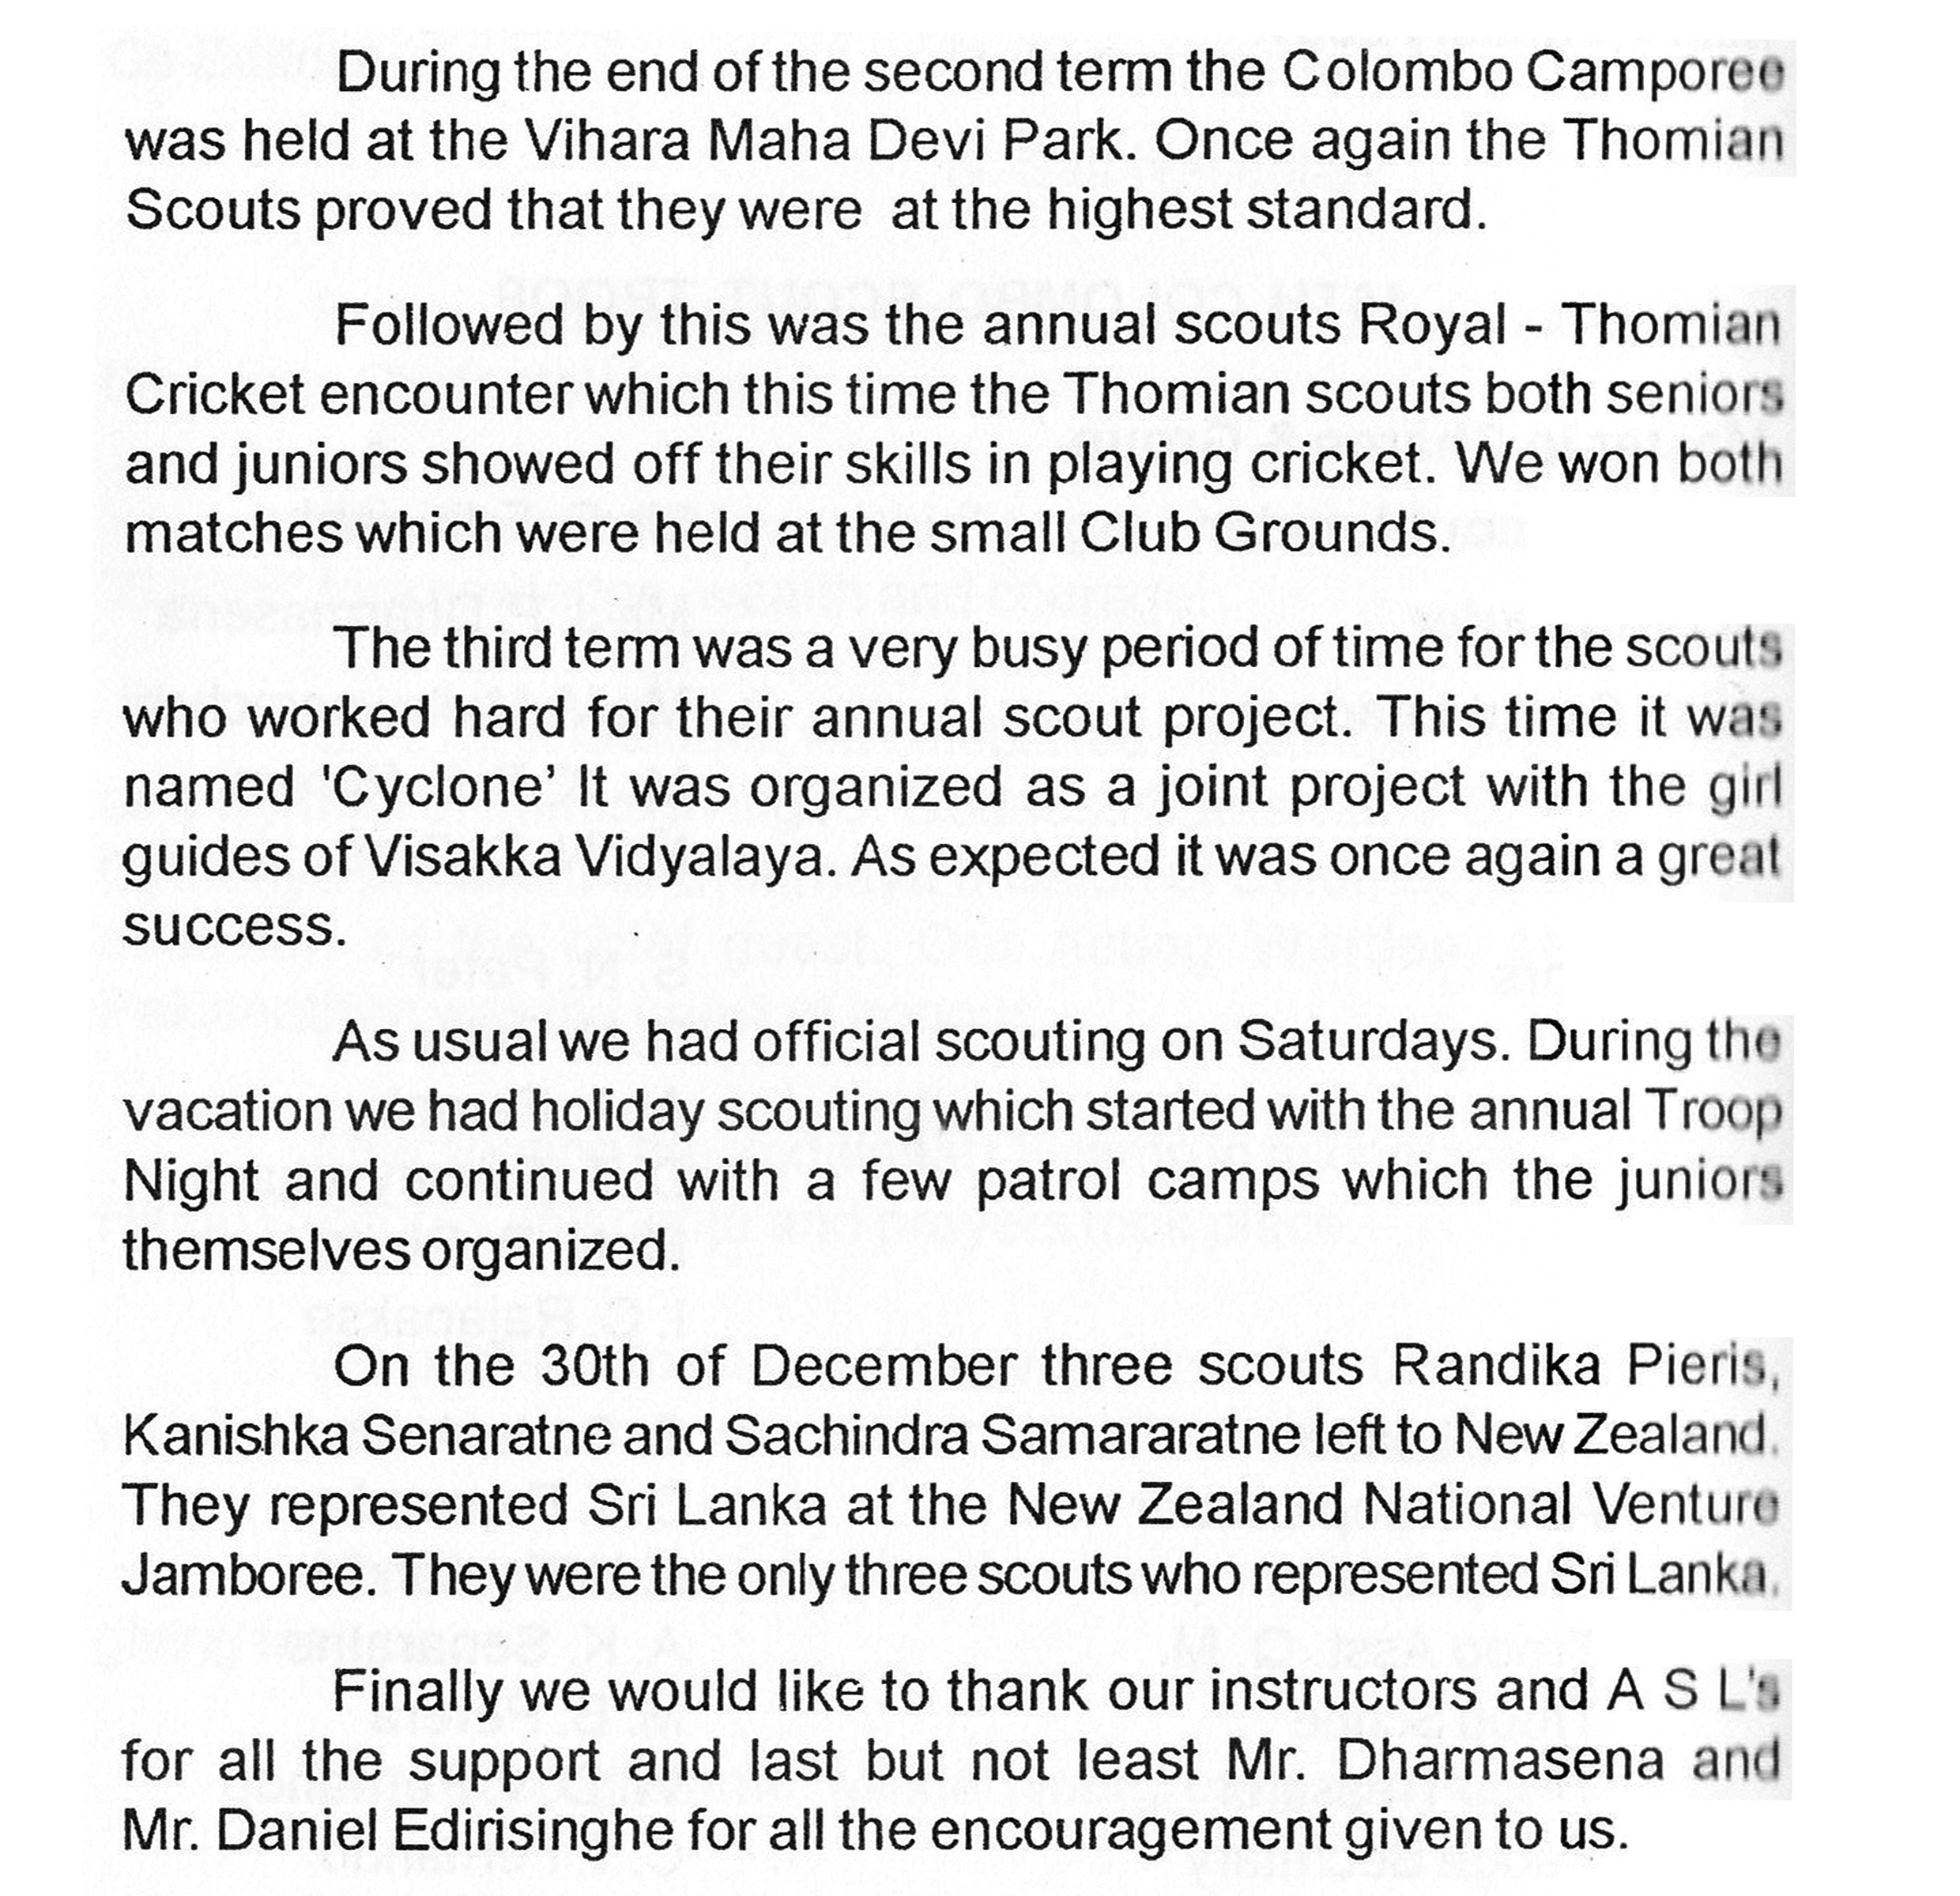 During the end of the second term the Colombo Camporee
was held at the Vihara Maha Devi Park. Once again the Thomian
Scouts proved that they were at the highest standard.
Followed by this was the annual scouts Royal - Thomian
Cricket encounter which this time the Thomian scouts both seniors
and juniors showed off their skills in playing cricket. We won both
matches which were held at the small Club Grounds.
The third term was a very busy period of time for the scouts
who worked hard for their annual scout project. This time it was
named 'Cyclone’ It was organized as a joint project with the girl
guides of Visakka Vidyalaya. As expected it was once again a great
success.
As usual we had official scouting on Saturdays. During the
vacation we had holiday scouting which started with the annual Troop
Night and continued with a few patrol camps which the juniors
themselves organized.
On the 30th of December three scouts Randika Pieris,
Kanishka Senaratne and Sachindra Samararatne left to New Zealand.
They represented Sri Lanka at the New Zealand National Venture
Jamboree. They were the only three scouts who represented Sri Lanka.
Finally we would like to thank our instructors and A S L's
for all the support and last but not least Mr. Dharmasena and
Mr. Daniel Edirisinghe for all the encouragement given to us.